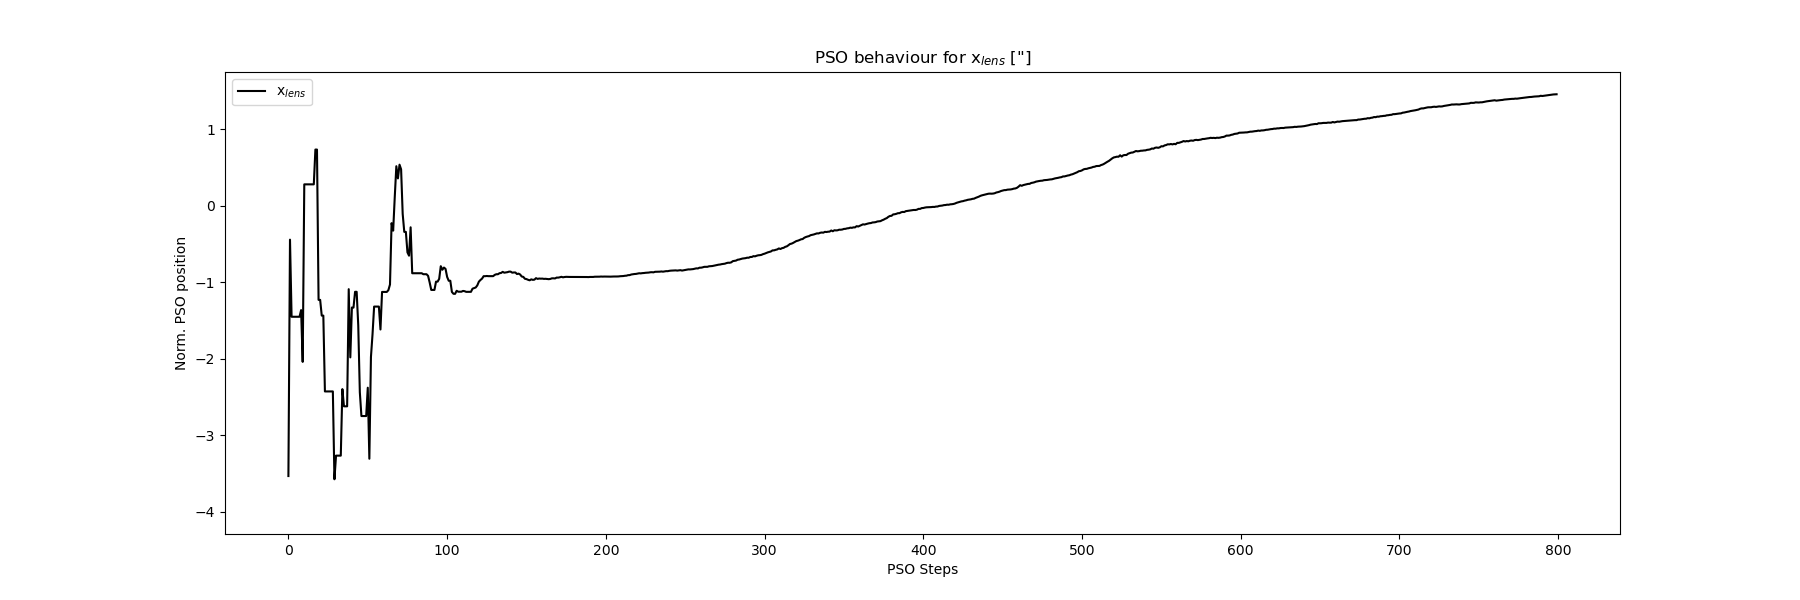 PSO behaviour for x_lens ["]
x_lens
Norm. PSO position
1
0
−1
−2
−3
−4
0 100 200 300 400 500 600 700 800
PSO Steps